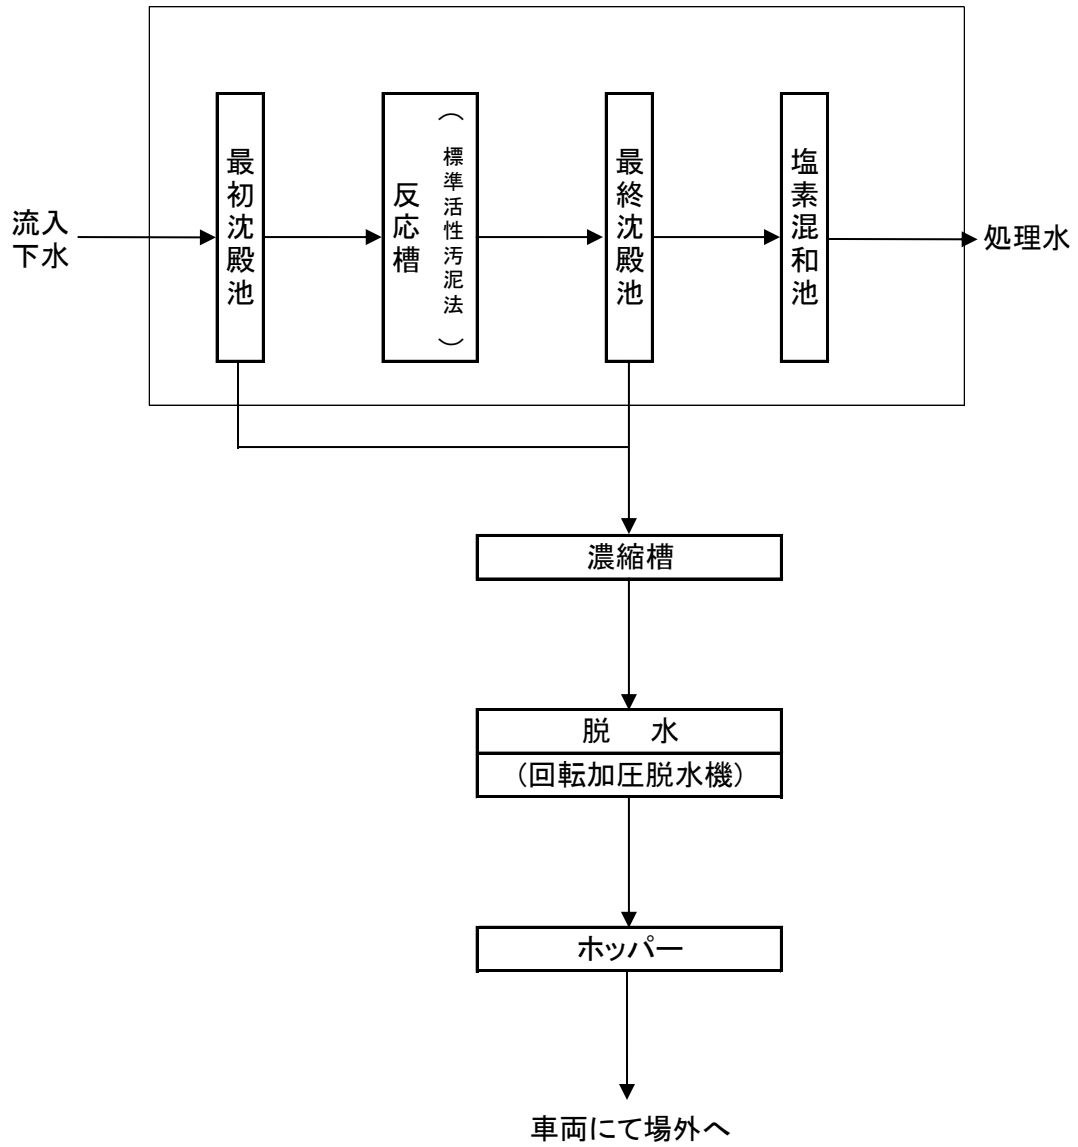 流入
下水
最初沈殿池
反応槽
(標準活性汚泥法)
最終沈殿池
塩素混和池
処理水
濃縮槽
脱　水
(回転加圧脱水機)
ホッパー
車両にて場外へ